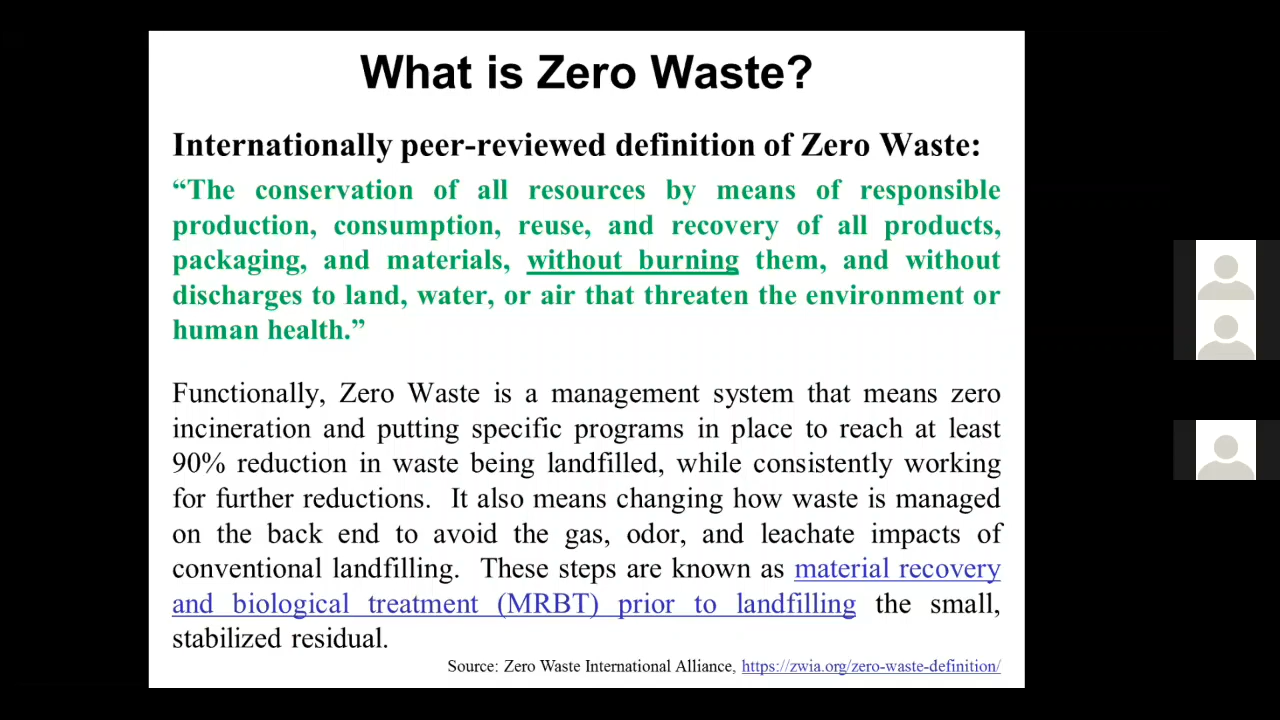 What is Zero Waste?
Internationally peer-reviewed definition of Zero Waste:
“The conservation of all resources by means of responsible
production, consumption, reuse, and recovery of all products,
packaging, and materials, without burning them, and without
discharges to land, water, or air that threaten the environment or
human health.”
Functionally, Zero Waste is a management system that means zero
incineration and putting specific programs in place to reach at least
90% reduction in waste being landfilled, while consistently working
for further reductions. It also means changing how waste is managed
on the back end to avoid the gas, odor, and leachate impacts of
conventional landfilling. These steps are known as material recovery
and biological treatment (MRBT) prior to landfilling the small,
stabilized residual.
Source: Zero Waste International Alliance, https://zwia.org/zero-waste-definition/